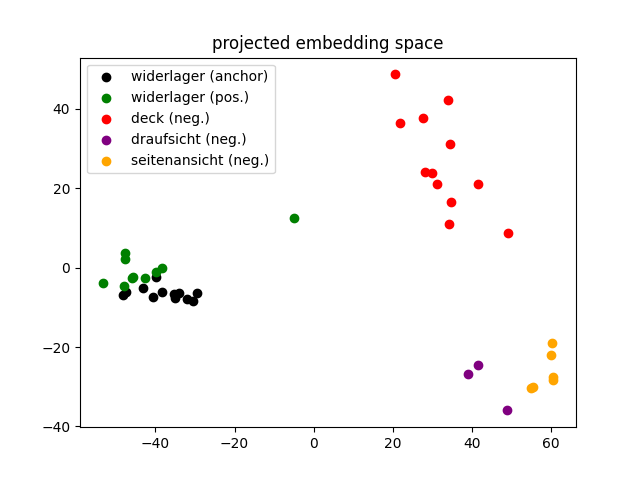 projected embedding space
widerlager (anchor)
widerlager (pos.)
deck (neg.)
draufsicht (neg.)
seitenansicht (neg.)
40
20
0
−20
−40
−40 −20 0 20 40 60